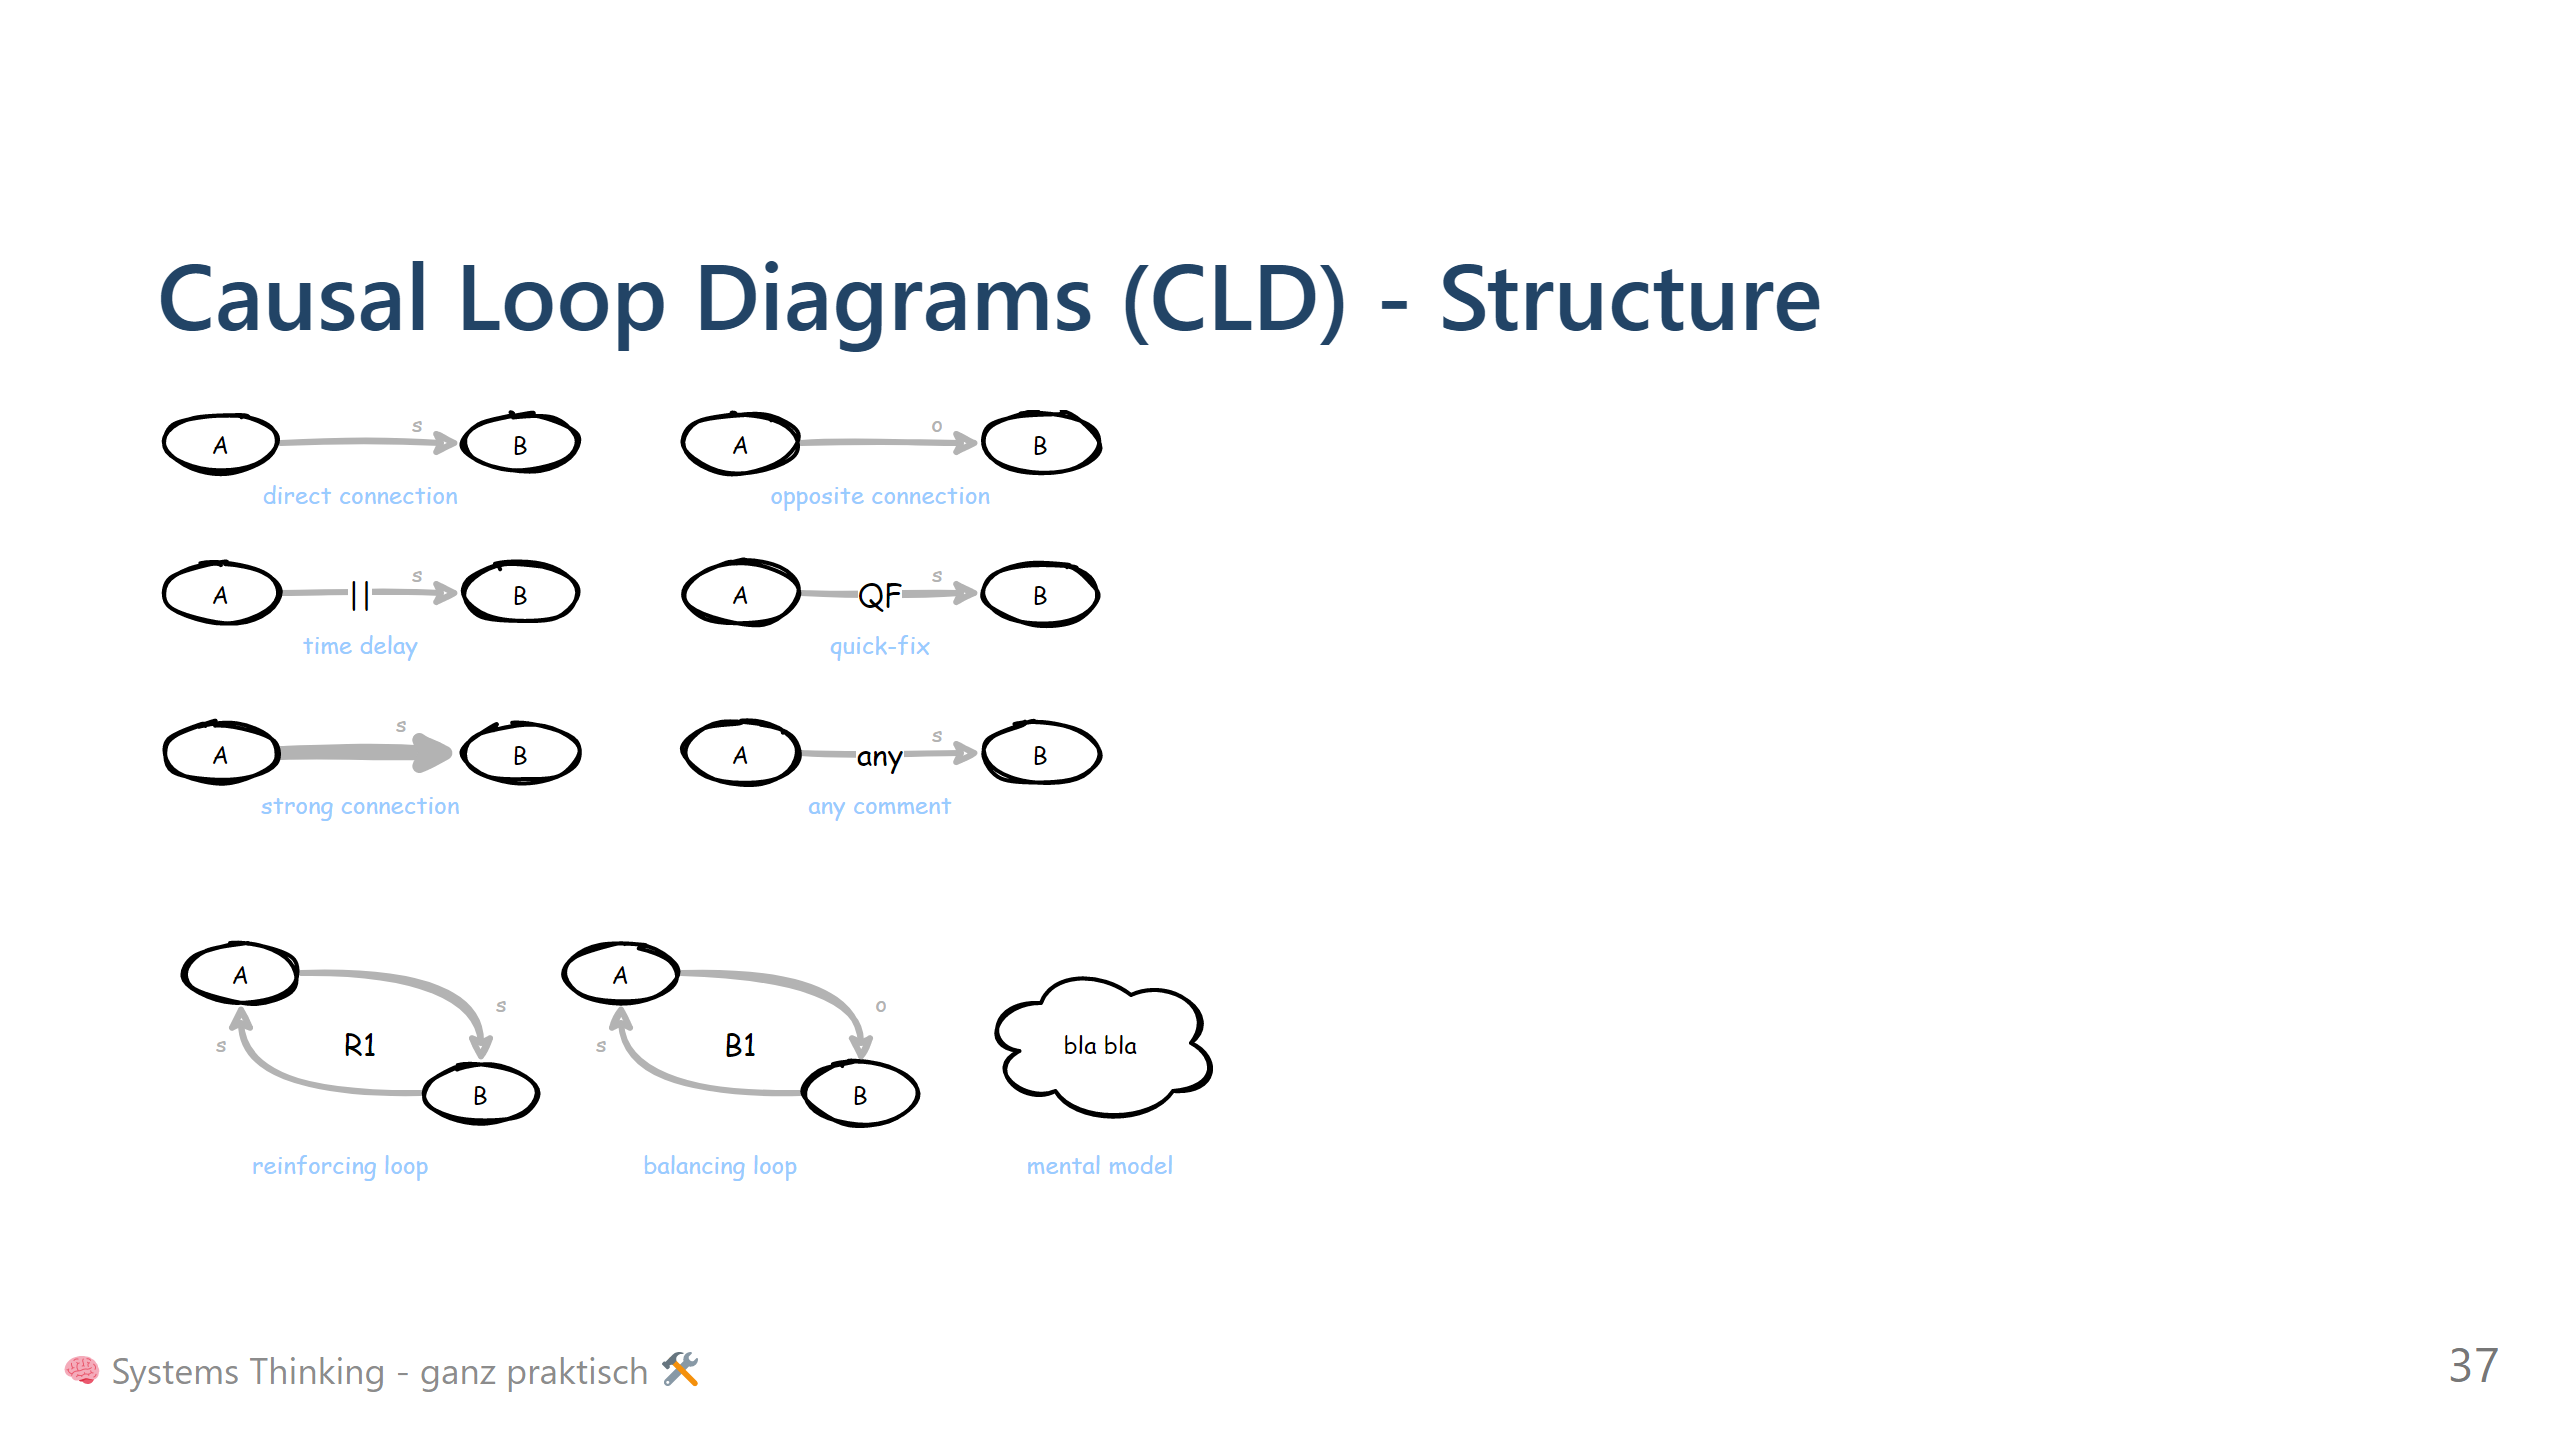 Causal Loop Diagrams (CLD) - Structure
A s B
direct connection
A o B
opposite connection
A || s B
time delay
A QF s B
quick-fix
A s B
strong connection
A any s B
any comment
A
s
R1
s
B
reinforcing loop
A
o
B1
s
B
balancing loop
bla bla
mental model
Systems Thinking - ganz praktisch
37